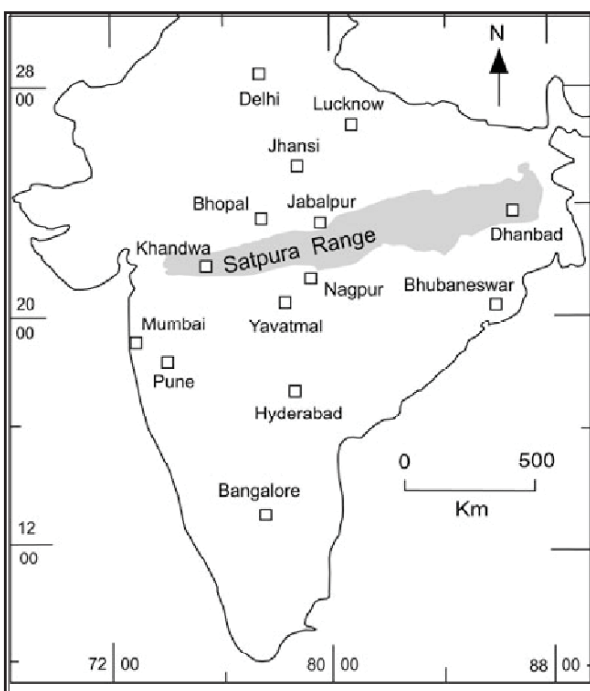 N
28
00
Delhi
Lucknow
Jhansi
Bhopal
Jabalpur
Khandwa
Satpura Range
Dhanbad
Nagpur
Bhubaneswar
20
00
Mumbai
Yavatmal
Pune
Hyderabad
0 500
Km
Bangalore
12
00
72 00 80 00 88 00